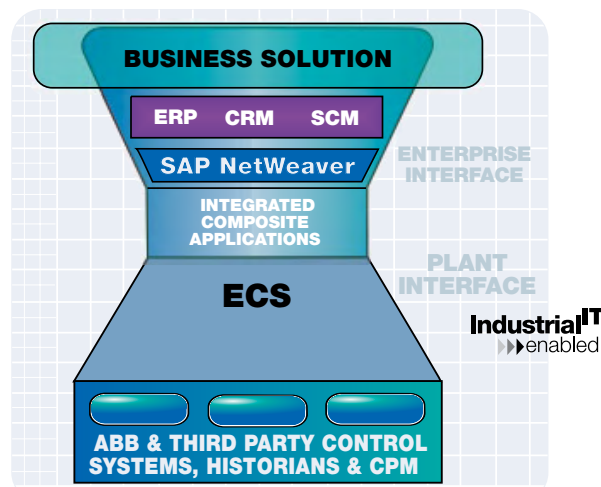 BUSINESS SOLUTION
ERP CRM SCM
SAP NetWeaver
ENTERPRISE
INTERFACE
INTEGRATED
COMPOSITE
APPLICATIONS
PLANT
INTERFACE
ECS
IndustrialIT
enabled
ABB & THIRD PARTY CONTROL
SYSTEMS, HISTORIANS & CPM